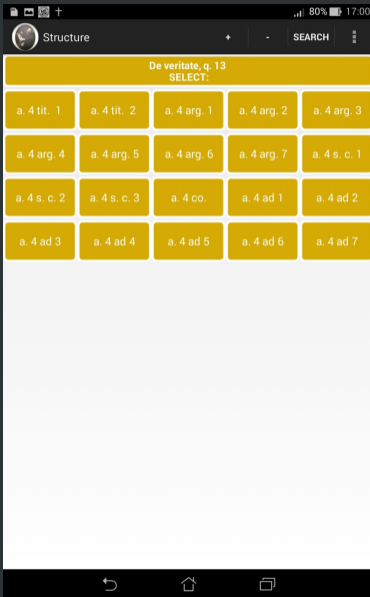 80% 17:00
Structure + - SEARCH
De veritate, q. 13
SELECT:
a. 4 tit. 1 a. 4 tit. 2 a. 4 arg. 1 a. 4 arg. 2 a. 4 arg. 3
a. 4 arg. 4 a. 4 arg. 5 a. 4 arg. 6 a. 4 arg. 7 a. 4 s. c. 1
a. 4 s. c. 2 a. 4 s. c. 3 a. 4 co. a. 4 ad 1 a. 4 ad 2
a. 4 ad 3 a. 4 ad 4 a. 4 ad 5 a. 4 ad 6 a. 4 ad 7